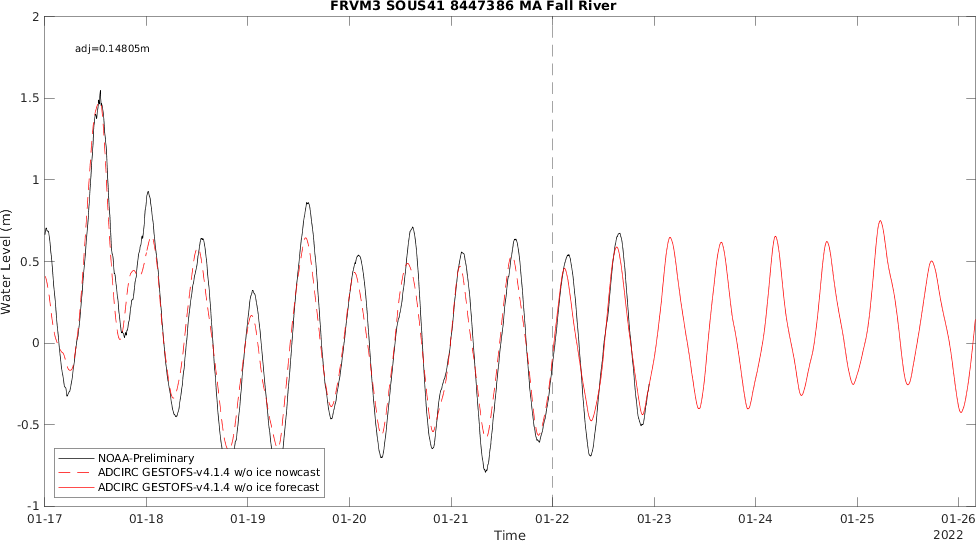 FRVM3 SOUS41 8447386 MA Fall River
2
adj=0.14805m
1.5
1
0.5
0
-0.5
-1
Water Level (m)
NOAA-Preliminary
ADCIRC GESTOFS-v4.1.4 w/o ice nowcast
ADCIRC GESTOFS-v4.1.4 w/o ice forecast
01-17 01-18 01-19 01-20 01-21 01-22 01-23 01-24 01-25 01-26
Time
2022